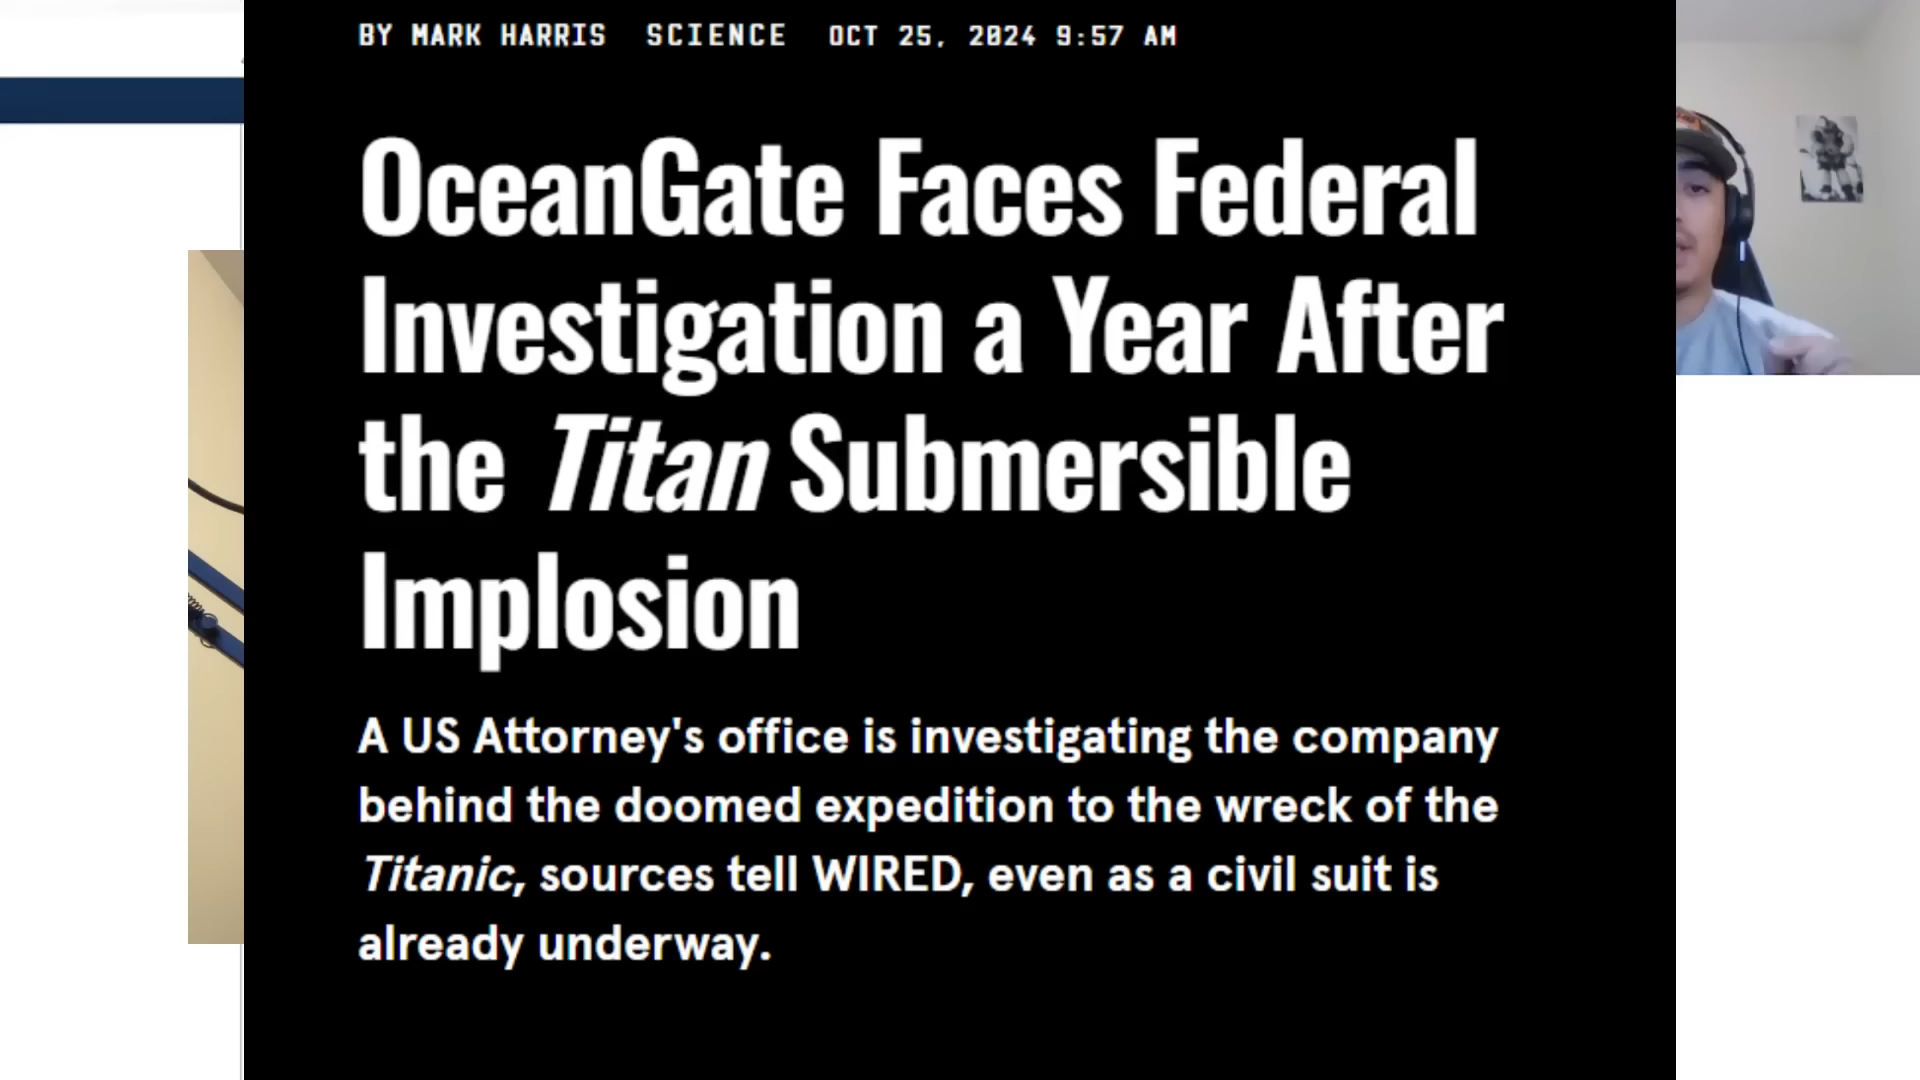 BY MARK HARRIS SCIENCE OCT 25, 2024 9:57 AM
OceanGate Faces Federal
Investigation a Year After
the Titan Submersible
Implosion
A US Attorney's office is investigating the company
behind the doomed expedition to the wreck of the
Titanic, sources tell WIRED, even as a civil suit is
already underway.